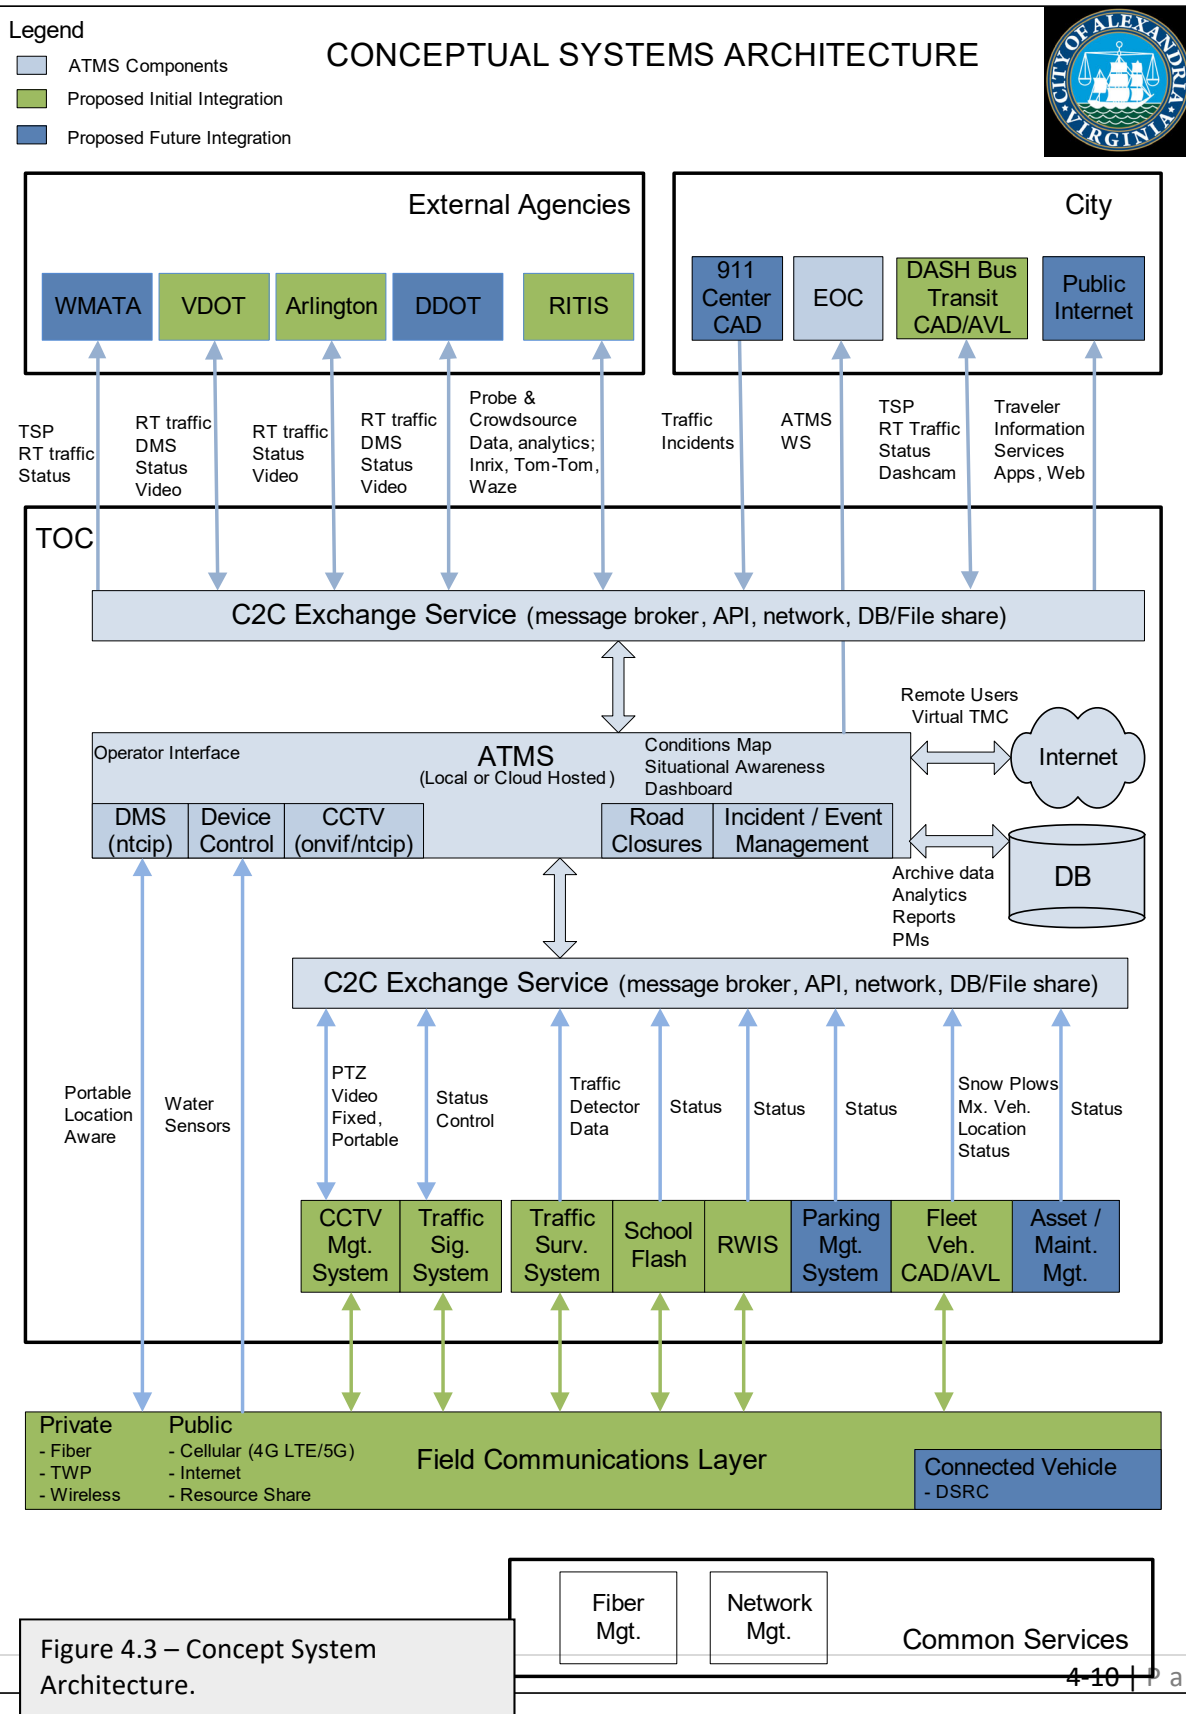 Legend
ATMS Components
Proposed Initial Integration
Proposed Future Integration
CONCEPTUAL SYSTEMS ARCHITECTURE
CITY OF ALEXANDRIA
VIRGINIA
External Agencies
WMATA
VDOT
Arlington
DDOT
RITIS
City
911
Center
CAD
EOC
DASH Bus
Transit
CAD/AVL
Public
Internet
TSP
RT traffic
Status
RT traffic
DMS
Status
Video
RT traffic
Status
Video
RT traffic
DMS
Status
Video
Probe &
Crowdsource
Data, analytics;
Inrix, Tom-Tom,
Waze
Traffic
Incidents
ATMS
WS
TSP
RT Traffic
Status
Dashcam
Traveler
Information
Services
Apps, Web
TOC
C2C Exchange Service (message broker, API, network, DB/File share)
Operator Interface
ATMS
(Local or Cloud Hosted)
Conditions Map
Situational Awareness
Dashboard
DMS
(ntcip)
Device
Control
CCTV
(onvif/ntcip)
Road
Closures
Incident / Event
Management
Remote Users
Virtual TMC
Internet
Archive data
Analytics
Reports
PMs
DB
C2C Exchange Service (message broker, API, network, DB/File share)
Portable
Location
Aware
Water
Sensors
PTZ
Video
Fixed,
Portable
Status
Control
Traffic
Detector
Data
Status
Status
Status
Snow Plows
Mx. Veh.
Location
Status
Status
CCTV
Mgt.
System
Traffic
Sig.
System
Traffic
Surv.
System
School
Flash
RWIS
Parking
Mgt.
System
Fleet
Veh.
CAD/AVL
Asset /
Maint.
Mgt.
Private
- Fiber
- TWP
- Wireless
Public
- Cellular (4G LTE/5G)
- Internet
- Resource Share
Field Communications Layer
Connected Vehicle
- DSRC
Fiber
Mgt.
Network
Mgt.
Common Services
Figure 4.3 – Concept System
Architecture.
4-10 | P a